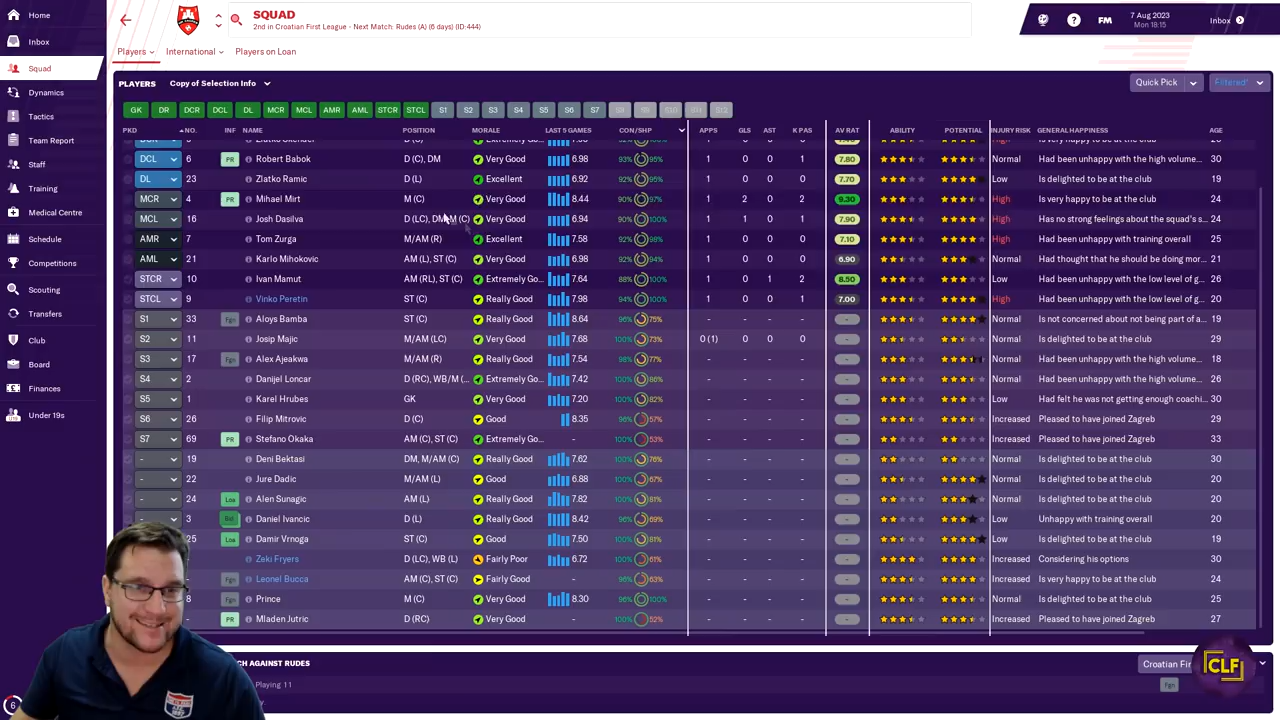 Home
SQUAD
2nd in Croatian First League - Next Match: Rudes (A) (6 days) (ID:444)
? FM 7 Aug 2023 Mon 18:15 Inbox
Inbox
Squad
Dynamics
Tactics
Team Report
Staff
Training
Medical Centre
Schedule
Competitions
Scouting
Transfers
Club
Board
Finances
Under 19s
Players International Players on Loan
PLAYERS Copy of Selection Info Quick Pick Filtered*
GK DR DCR DCL DL MCR MCL AMR AML STCR STCL S1 S2 S3 S4 S5 S6 S7 S8 S9 S10 S11 S12
PKD NO. INF NAME POSITION MORALE LAST 5 GAMES CON/SHP APPS GLS AST K PAS AV RAT ABILITY POTENTIAL INJURY RISK GENERAL HAPPINESS AGE
DCL 6 PR Robert Babok D (C), DM Very Good 6.98 93% 95% 1 0 0 1 7.80 Normal Had been unhappy with the high volume... 30
DL 23 Zlatko Ramic D (L) Excellent 6.92 92% 95% 1 0 0 1 7.70 Low Is delighted to be at the club 19
MCR 4 PR Mihael Mirt M (C) Very Good 8.44 90% 97% 1 2 0 2 9.30 High Is very happy to be at the club 24
MCL 16 Josh Dasilva D (LC), DM, M (C) Very Good 6.94 90% 100% 1 1 0 1 7.90 High Has no strong feelings about the squad's... 24
AMR 7 Tom Zurga M/AM (R) Excellent 7.58 92% 98% 1 0 0 1 7.10 High Had been unhappy with training overall 25
AML 21 Karlo Mihokovic AM (L), ST (C) Very Good 6.98 92% 94% 1 0 0 0 6.90 Normal Had thought that he should be doing mor... 21
STCR 10 Ivan Mamut AM (RL), ST (C) Extremely Go... 7.64 88% 100% 1 0 1 2 8.50 Low Had been unhappy with the low level of g... 26
STCL 9 Vinko Peretin ST (C) Really Good 7.98 94% 100% 1 0 0 1 7.00 High Had been unhappy with the low level of g... 20
S1 33 Fgn Aloys Bamba ST (C) Really Good 8.64 96% 75% - - - - - Normal Is not concerned about not being part of a... 19
S2 11 Josip Majic M/AM (LC) Very Good 7.68 100% 73% 0 (1) 0 0 0 - Normal Is delighted to be at the club 29
S3 17 Fgn Alex Ajeakwa M/AM (R) Really Good 7.54 98% 77% - - - - - Normal Had been unhappy with the high volume... 18
S4 2 Danijel Loncar D (RC), WB/M (... Extremely Go... 7.42 100% 86% - - - - - Normal Had been unhappy with the high volume... 26
S5 1 Karel Hrubes GK Very Good 7.20 100% 82% - - - - - Low Had felt he was not getting enough coachi... 30
S6 26 Filip Mitrovic D (C) Good 8.35 96% 57% - - - - - Increased Pleased to have joined Zagreb 29
S7 69 PR Stefano Okaka AM (C), ST (C) Extremely Go... - 100% 53% - - - - - Increased Pleased to have joined Zagreb 33
- 19 Deni Bektasi DM, M/AM (C) Really Good 7.62 100% 76% - - - - - Normal Is delighted to be at the club 30
- 22 Jure Dadic M/AM (L) Good 6.88 100% 67% - - - - - Normal Is delighted to be at the club 20
- 24 Loa Alen Sunagic AM (L) Really Good 7.82 100% 81% - - - - - Normal Is delighted to be at the club 20
- 3 Daniel Ivancic D (L) Really Good 8.42 96% 69% - - - - - Low Unhappy with training overall 20
25 Loa Damir Vrnoga ST (C) Good 7.50 100% 81% - - - - - Low Is delighted to be at the club 19
Zeki Fryers D (LC), WB (L) Fairly Poor 6.72 100% 61% - - - - - Increased Considering his options 30
Fgn Leonel Bucca AM (C), ST (C) Fairly Good - 96% 63% - - - - - Increased Is very happy to be at the club 24
8 Fgn Prince M (C) Very Good 8.30 96% 100% - - - - - Normal Is delighted to be at the club 25
- PR Mladen Jutric D (RC) Very Good - 100% 52% - - - - - Increased Pleased to have joined Zagreb 27
CH AGAINST RUDES Croatian Fir
Playing 11 Fgn
CLF
6